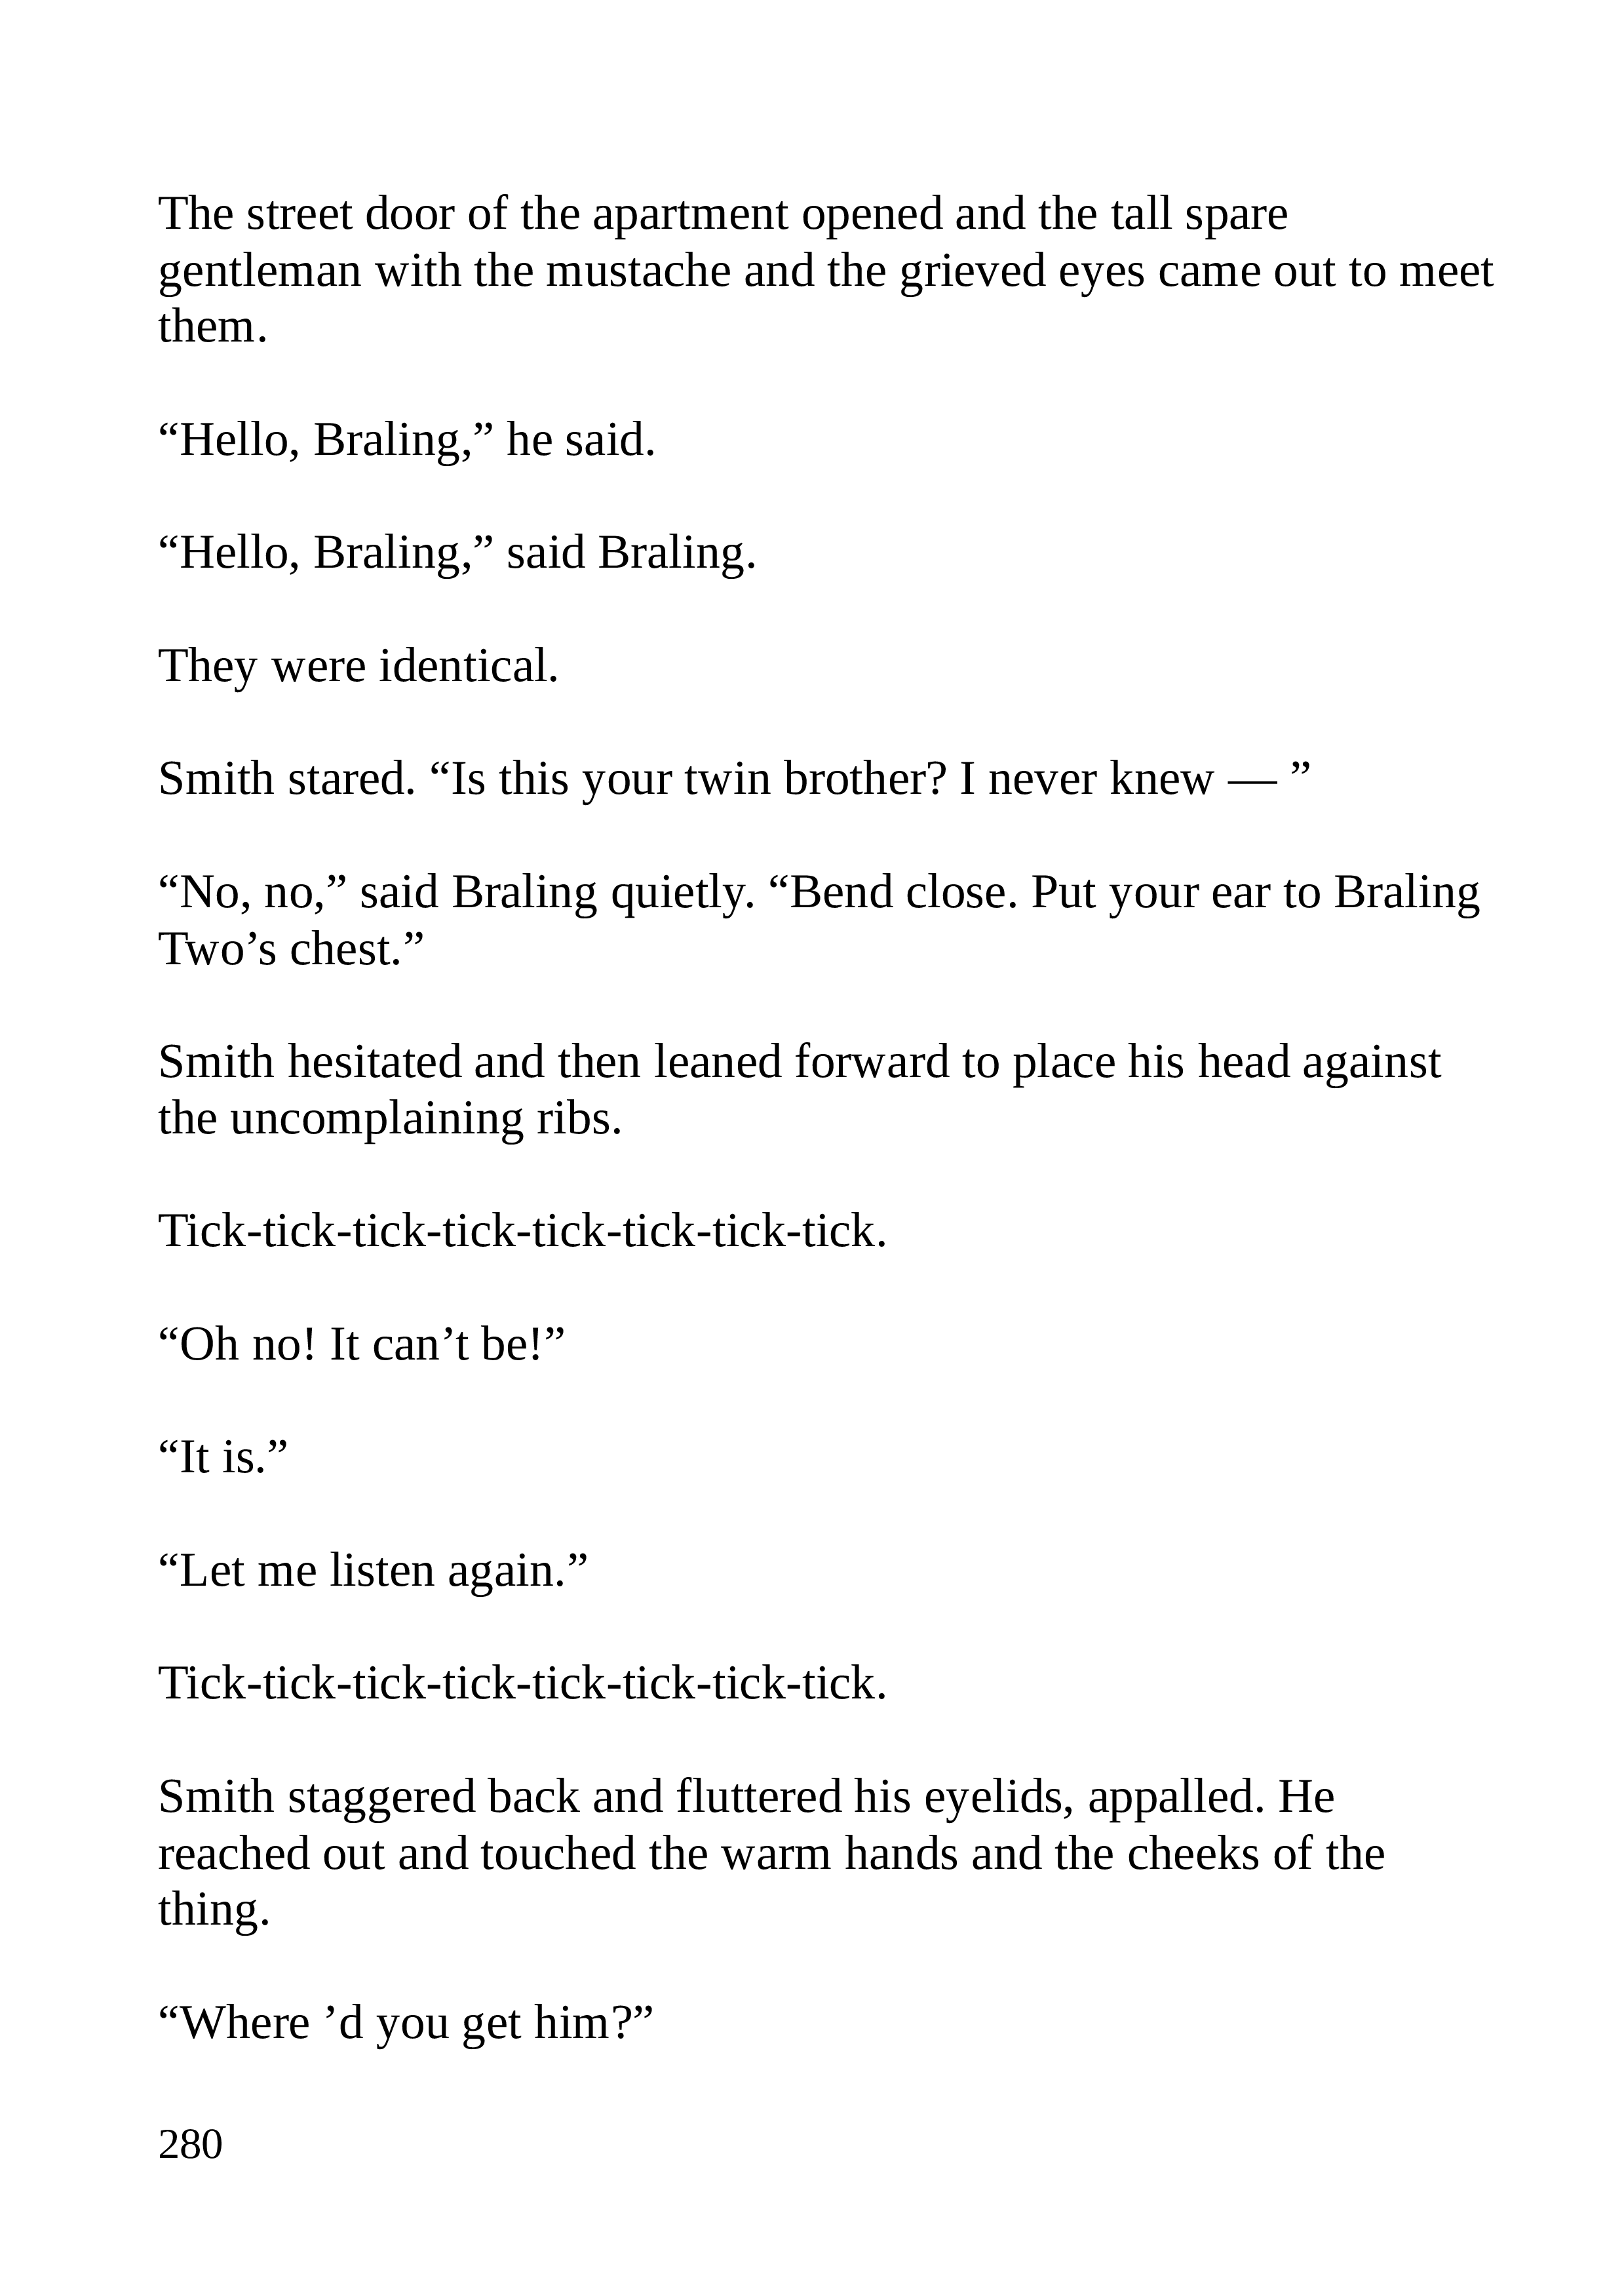 The street door of the apartment opened and the tall spare
gentleman with the mustache and the grieved eyes came out to meet
them.
“Hello, Braling,” he said.
“Hello, Braling,” said Braling.
They were identical.
Smith stared. “Is this your twin brother? I never knew — ”
“No, no,” said Braling quietly. “Bend close. Put your ear to Braling
Two’s chest.”
Smith hesitated and then leaned forward to place his head against
the uncomplaining ribs.
Tick-tick-tick-tick-tick-tick-tick-tick.
“Oh no! It can’t be!”
“It is.”
“Let me listen again.”
Tick-tick-tick-tick-tick-tick-tick-tick.
Smith staggered back and fluttered his eyelids, appalled. He
reached out and touched the warm hands and the cheeks of the
thing.
“Where ’d you get him?”
280